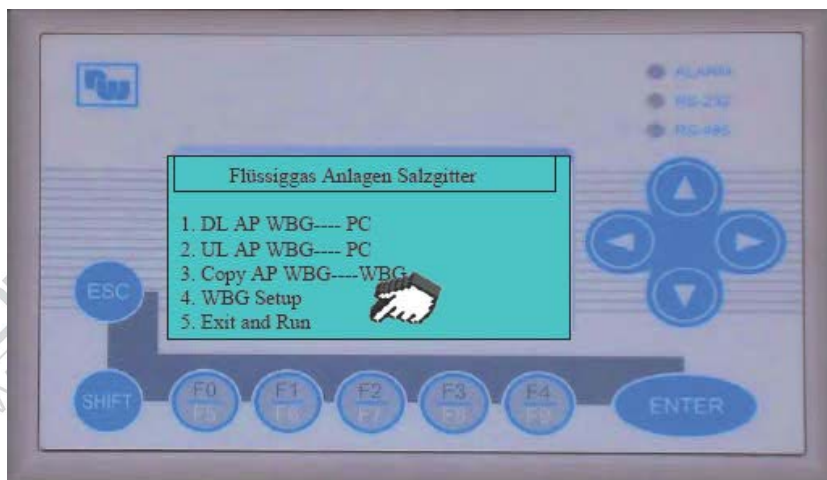 ALARM
RS-232
RS-485
Flüssiggas Anlagen Salzgitter
1. DL AP WBG---- PC
2. UL AP WBG---- PC
3. Copy AP WBG----WBG
4. WBG Setup
5. Exit and Run
ESC
SHIFT
F0
F5
F1
F6
F2
F7
F3
F8
F4
F9
ENTER